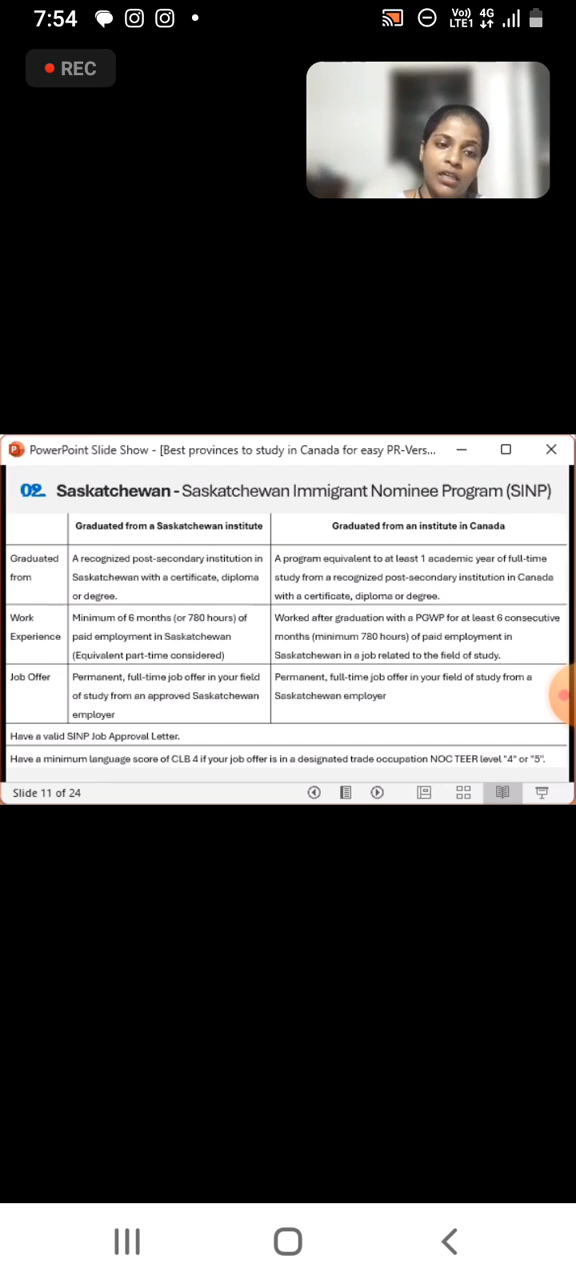 7:54
Vo))
LTE1
4G
REC
PowerPoint Slide Show - [Best provinces to study in Canada for easy PR-Vers...
02. Saskatchewan - Saskatchewan Immigrant Nominee Program (SINP)
Graduated from a Saskatchewan institute
Graduated from an institute in Canada
Graduated
from
A recognized post-secondary institution in
Saskatchewan with a certificate, diploma
or degree.
A program equivalent to at least 1 academic year of full-time
study from a recognized post-secondary institution in Canada
with a certificate, diploma or degree.
Work
Experience
Minimum of 6 months (or 780 hours) of
paid employment in Saskatchewan
(Equivalent part-time considered)
Worked after graduation with a PGWP for at least 6 consecutive
months (minimum 780 hours) of paid employment in
Saskatchewan in a job related to the field of study.
Job Offer
Permanent, full-time job offer in your field
of study from an approved Saskatchewan
employer
Permanent, full-time job offer in your field of study from a
Saskatchewan employer
Have a valid SINP Job Approval Letter.
Have a minimum language score of CLB 4 if your job offer is in a designated trade occupation NOC TEER level "4" or "5".
Slide 11 of 24